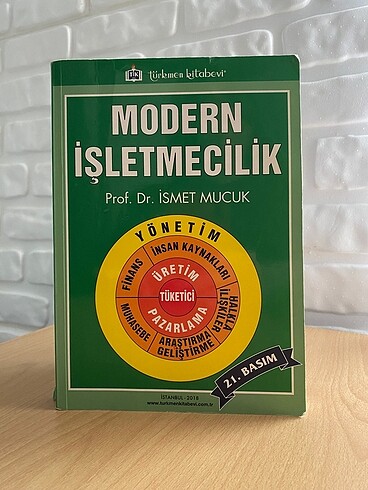 TK
türkmen kitabevi
MODERN
İŞLETMECİLİK
Prof. Dr. İSMET MUCUK
YÖNETİM
FİNANS
İNSAN KAYNAKLARI
HALKLA
İLİŞKİLER
ARAŞTIRMA
GELİŞTİRME
MUHASEBE
ÜRETİM
TÜKETİCİ
PAZARLAMA
21. BASIM
İSTANBUL - 2018
www.turkmenkitabevi.com.tr